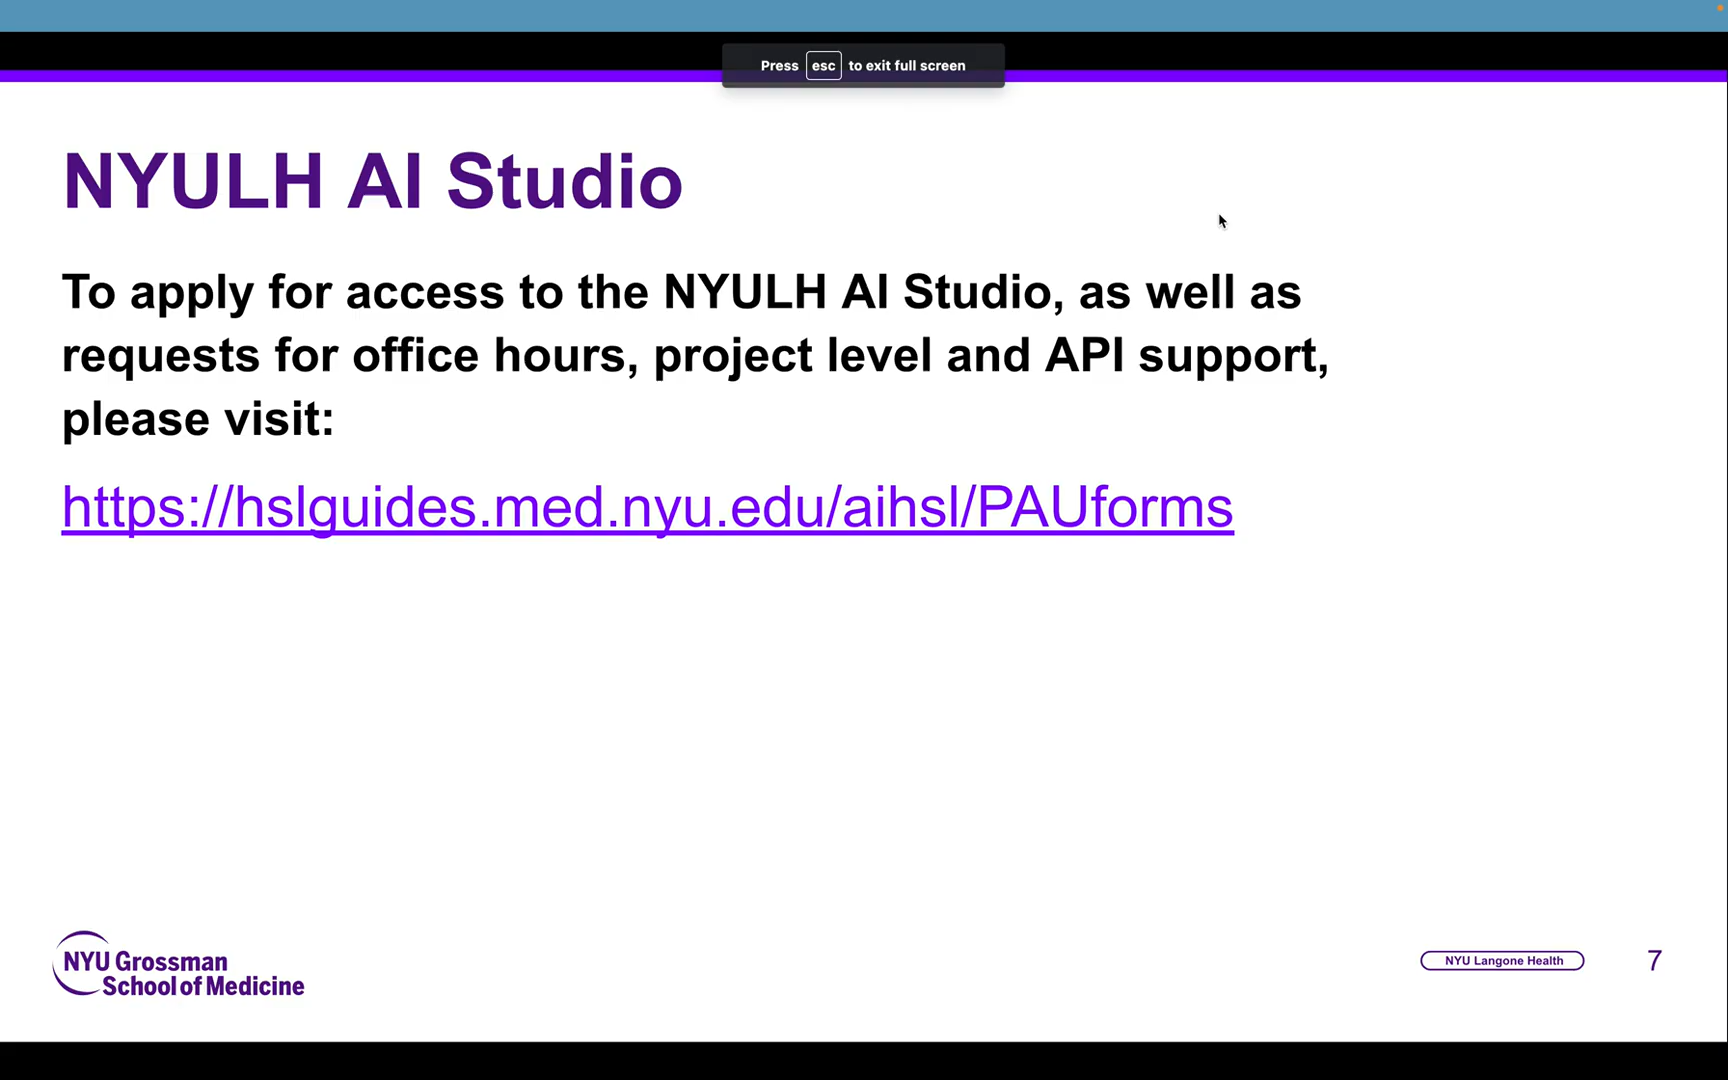 Press esc to exit full screen
NYULH AI Studio
To apply for access to the NYULH AI Studio, as well as
requests for office hours, project level and API support,
please visit:
https://hslguides.med.nyu.edu/aihsl/PAUforms
NYU Grossman
School of Medicine
NYU Langone Health
7